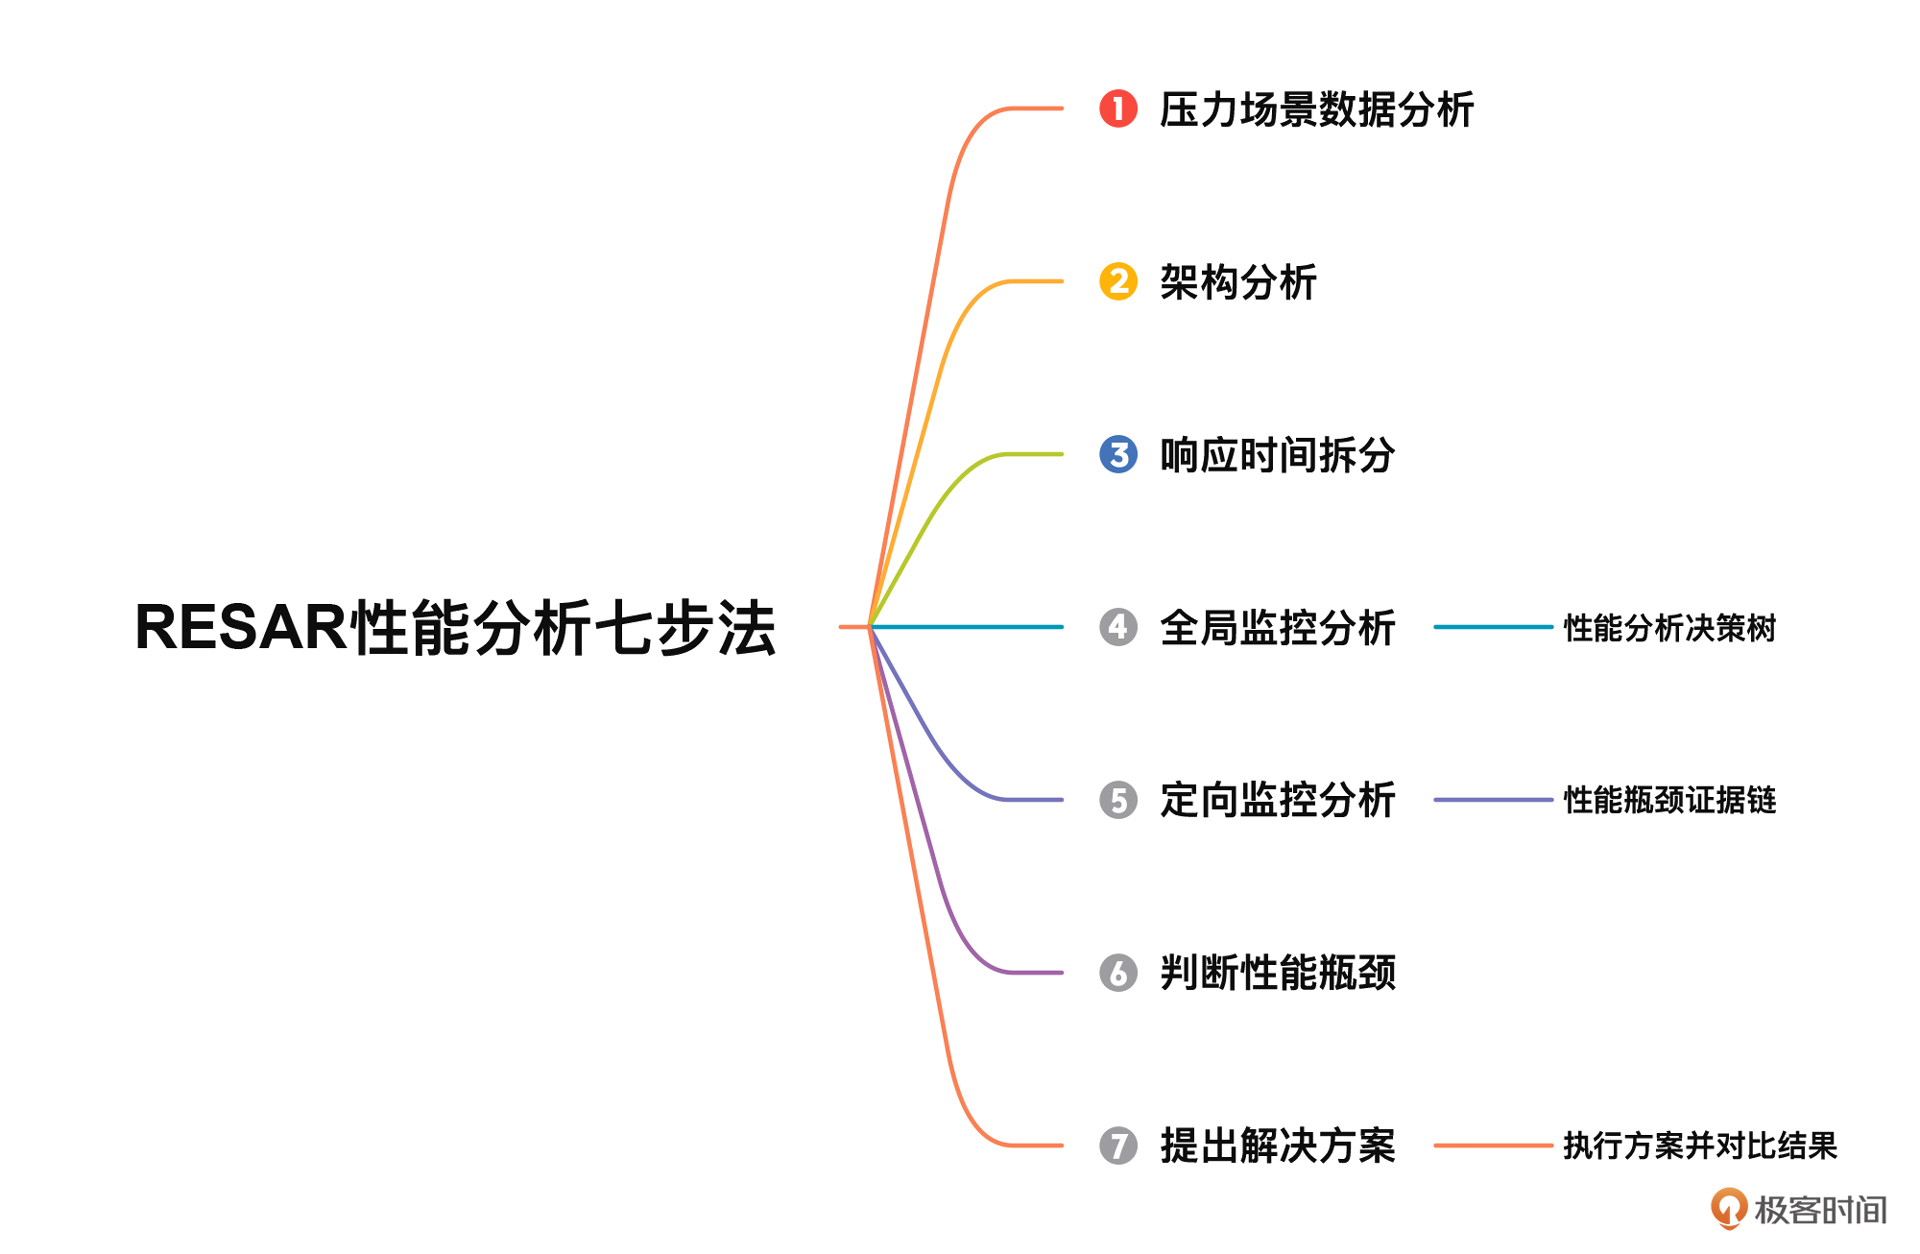 RESAR性能分析七步法
1 压力场景数据分析
2 架构分析
3 响应时间拆分
4 全局监控分析
性能分析决策树
5 定向监控分析
性能瓶颈证据链
6 判断性能瓶颈
7 提出解决方案
执行方案并对比结果
极客时间